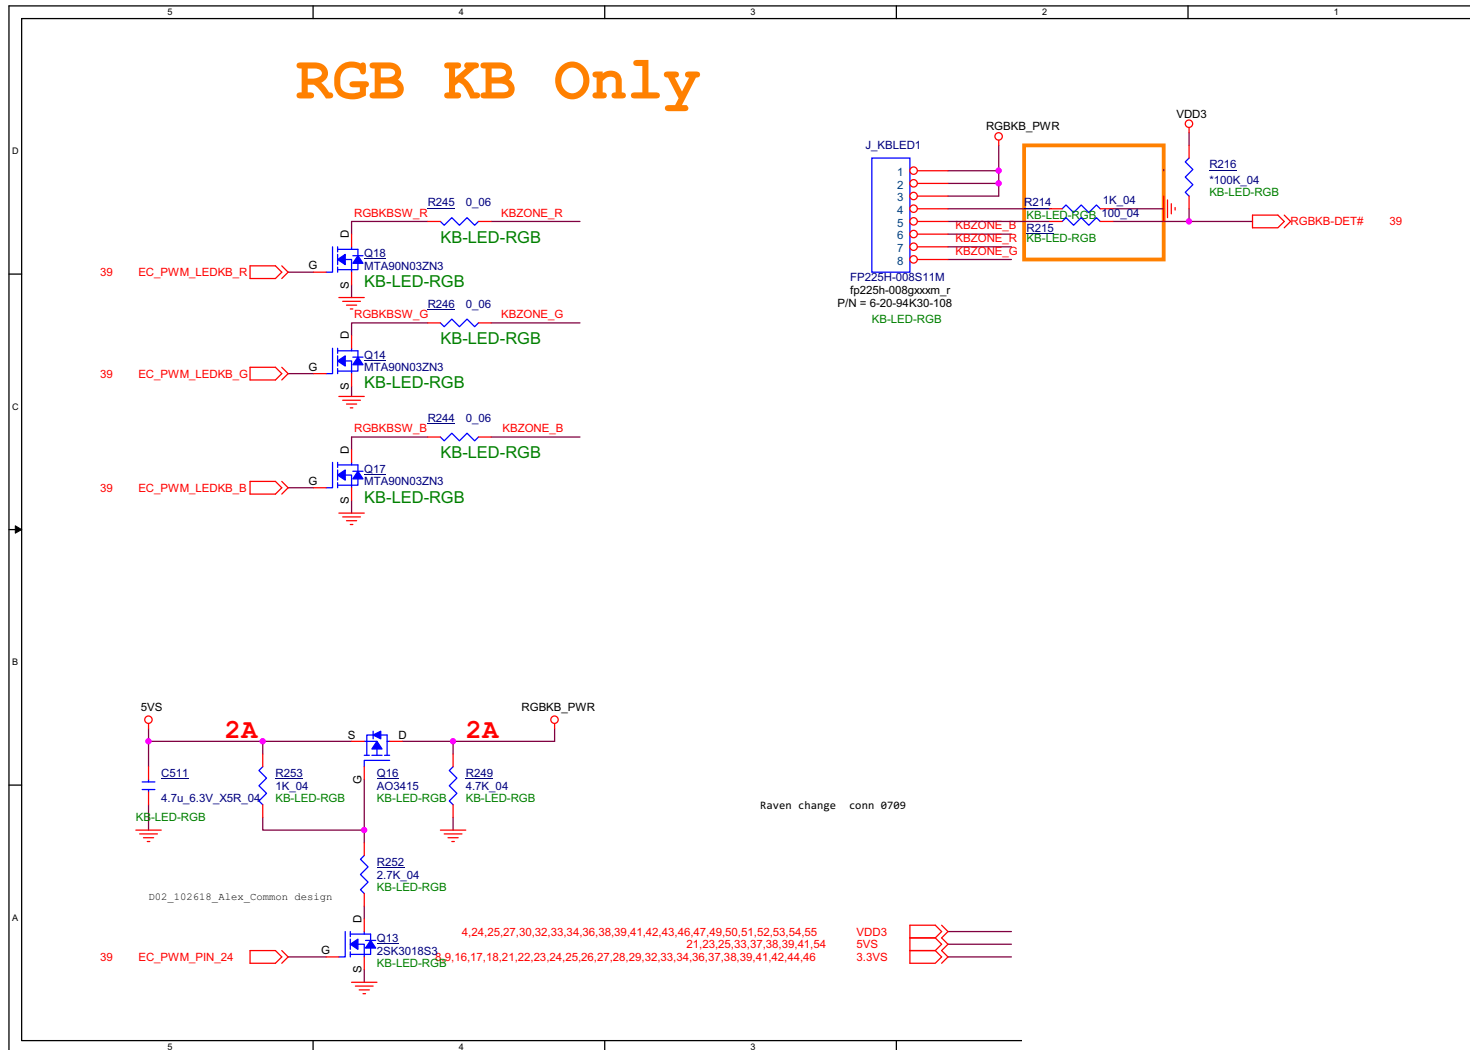 5 4 3 2 1
RGB KB Only
D
C
B
A
RGBKB_PWR
VDD3
J_KBLED1
1
2
3
4
5
6
7
8
R214
1K_04
KB-LED-RGB
100_04
R215
KB-LED-RGB
KBZONE_B
KBZONE_R
KBZONE_G
R216
*100K_04
KB-LED-RGB
RGBKB-DET# 39
FP225H-008S11M
fp225h-008gxxxm_r
P/N = 6-20-94K30-108
KB-LED-RGB
R245 0_06
RGBKBSW_R KBZONE_R
KB-LED-RGB
D
Q18
MTA90N03ZN3
KB-LED-RGB
G
S
39 EC_PWM_LEDKB_R
R246 0_06
RGBKBSW_G KBZONE_G
KB-LED-RGB
D
Q14
MTA90N03ZN3
KB-LED-RGB
G
S
39 EC_PWM_LEDKB_G
R244 0_06
RGBKBSW_B KBZONE_B
KB-LED-RGB
D
Q17
MTA90N03ZN3
KB-LED-RGB
G
S
39 EC_PWM_LEDKB_B
5VS
RGBKB_PWR
2A
2A
S D
G
C511
4.7u_6.3V_X5R_04
KB-LED-RGB
R253
1K_04
KB-LED-RGB
Q16
AO3415
KB-LED-RGB
R249
4.7K_04
KB-LED-RGB
Raven change conn 0709
R252
2.7K_04
KB-LED-RGB
D02_102618_Alex_Common design
D
Q13
2SK3018S3
KB-LED-RGB
G
S
39 EC_PWM_PIN_24
4,24,25,27,30,32,33,34,36,38,39,41,42,43,46,47,49,50,51,52,53,54,55 VDD3
21,23,25,33,37,38,39,41,54 5VS
8,9,16,17,18,21,22,23,24,25,26,27,28,29,32,33,34,36,37,38,39,41,42,44,46 3.3VS
5 4 3